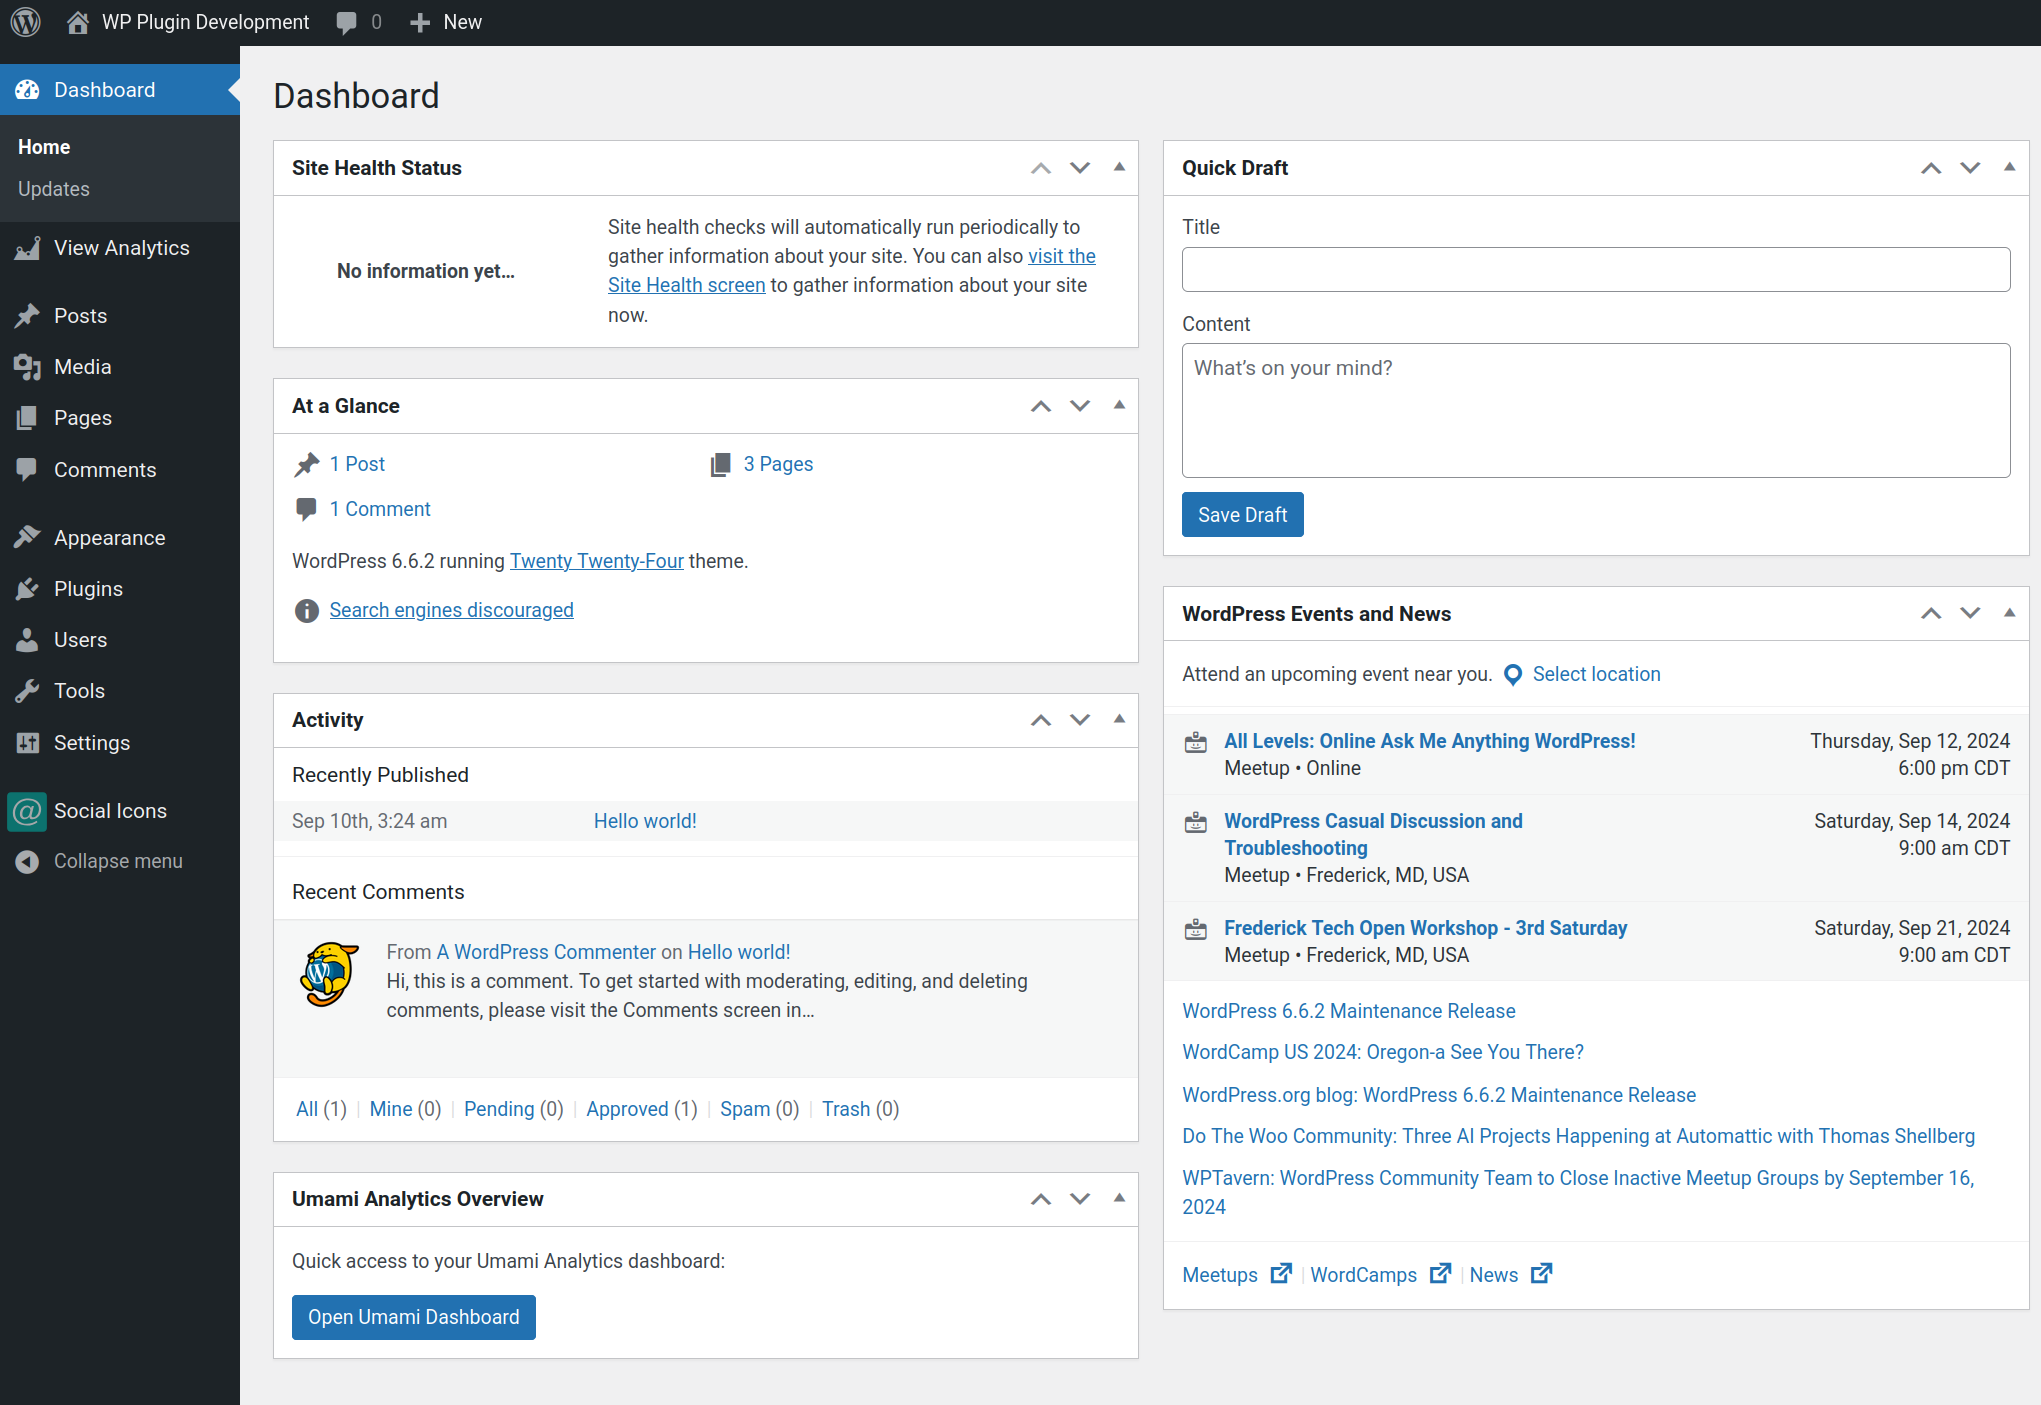 WP Plugin Development 0 New
Dashboard
Home
Updates
View Analytics
Posts
Media
Pages
Comments
Appearance
Plugins
Users
Tools
Settings
@ Social Icons
Collapse menu
Dashboard
Site Health Status
No information yet…
Site health checks will automatically run periodically to
gather information about your site. You can also visit the
Site Health screen to gather information about your site
now.
At a Glance
1 Post
3 Pages
1 Comment
WordPress 6.6.2 running Twenty Twenty-Four theme.
Search engines discouraged
Activity
Recently Published
Sep 10th, 3:24 am Hello world!
Recent Comments
From A WordPress Commenter on Hello world!
Hi, this is a comment. To get started with moderating, editing, and deleting
comments, please visit the Comments screen in…
All (1) | Mine (0) | Pending (0) | Approved (1) | Spam (0) | Trash (0)
Umami Analytics Overview
Quick access to your Umami Analytics dashboard:
Open Umami Dashboard
Quick Draft
Title
Content
What's on your mind?
Save Draft
WordPress Events and News
Attend an upcoming event near you. Select location
All Levels: Online Ask Me Anything WordPress! Thursday, Sep 12, 2024
Meetup • Online 6:00 pm CDT
WordPress Casual Discussion and Saturday, Sep 14, 2024
Troubleshooting 9:00 am CDT
Meetup • Frederick, MD, USA
Frederick Tech Open Workshop - 3rd Saturday Saturday, Sep 21, 2024
Meetup • Frederick, MD, USA 9:00 am CDT
WordPress 6.6.2 Maintenance Release
WordCamp US 2024: Oregon-a See You There?
WordPress.org blog: WordPress 6.6.2 Maintenance Release
Do The Woo Community: Three AI Projects Happening at Automattic with Thomas Shellberg
WPTavern: WordPress Community Team to Close Inactive Meetup Groups by September 16,
2024
Meetups | WordCamps | News